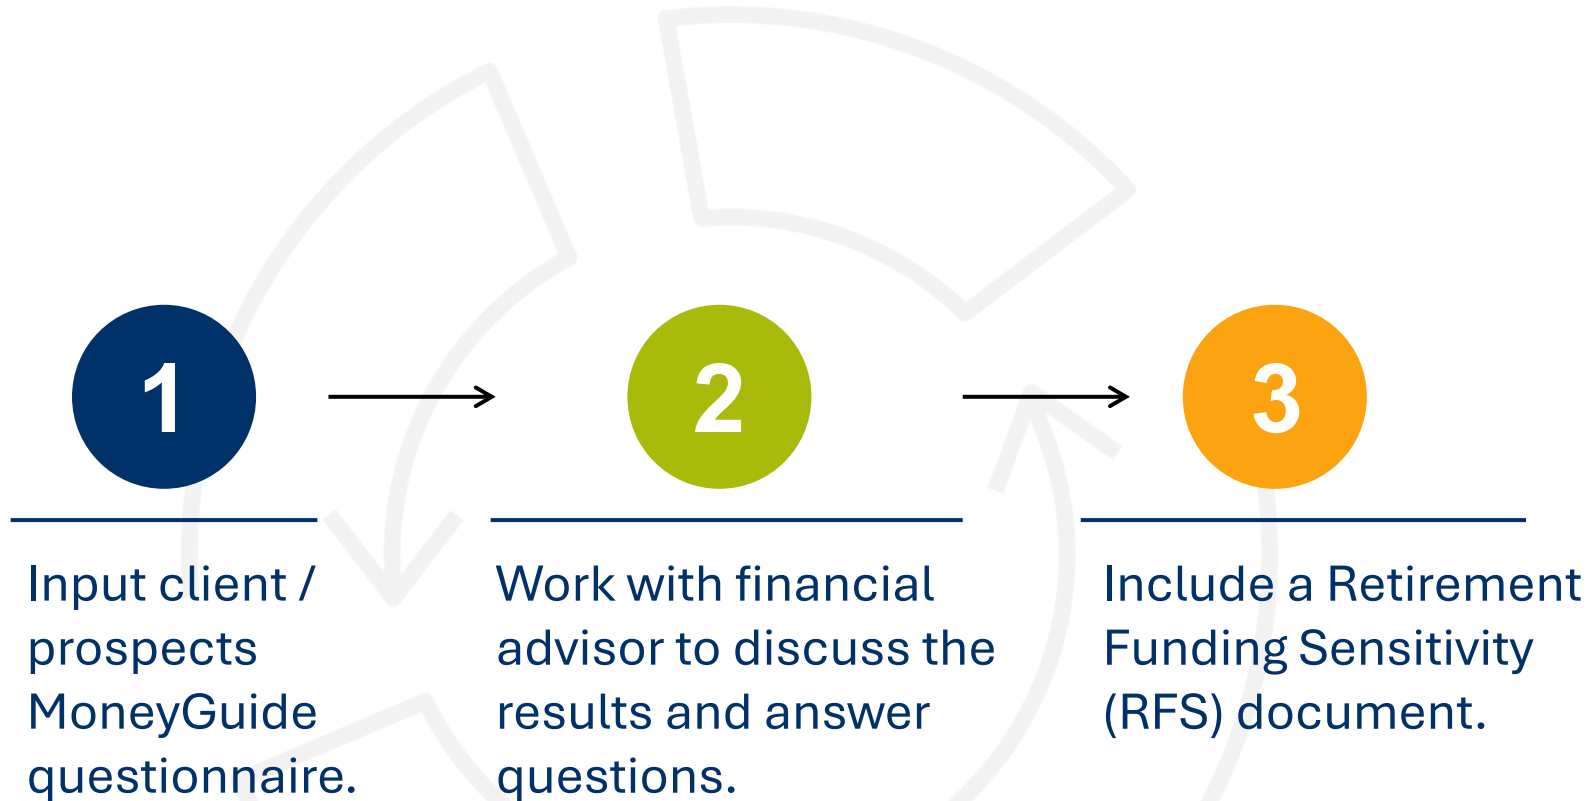 1
2
3
Input client /
prospects
MoneyGuide
questionnaire.
Work with financial
advisor to discuss the
results and answer
questions.
Include a Retirement
Funding Sensitivity
(RFS) document.